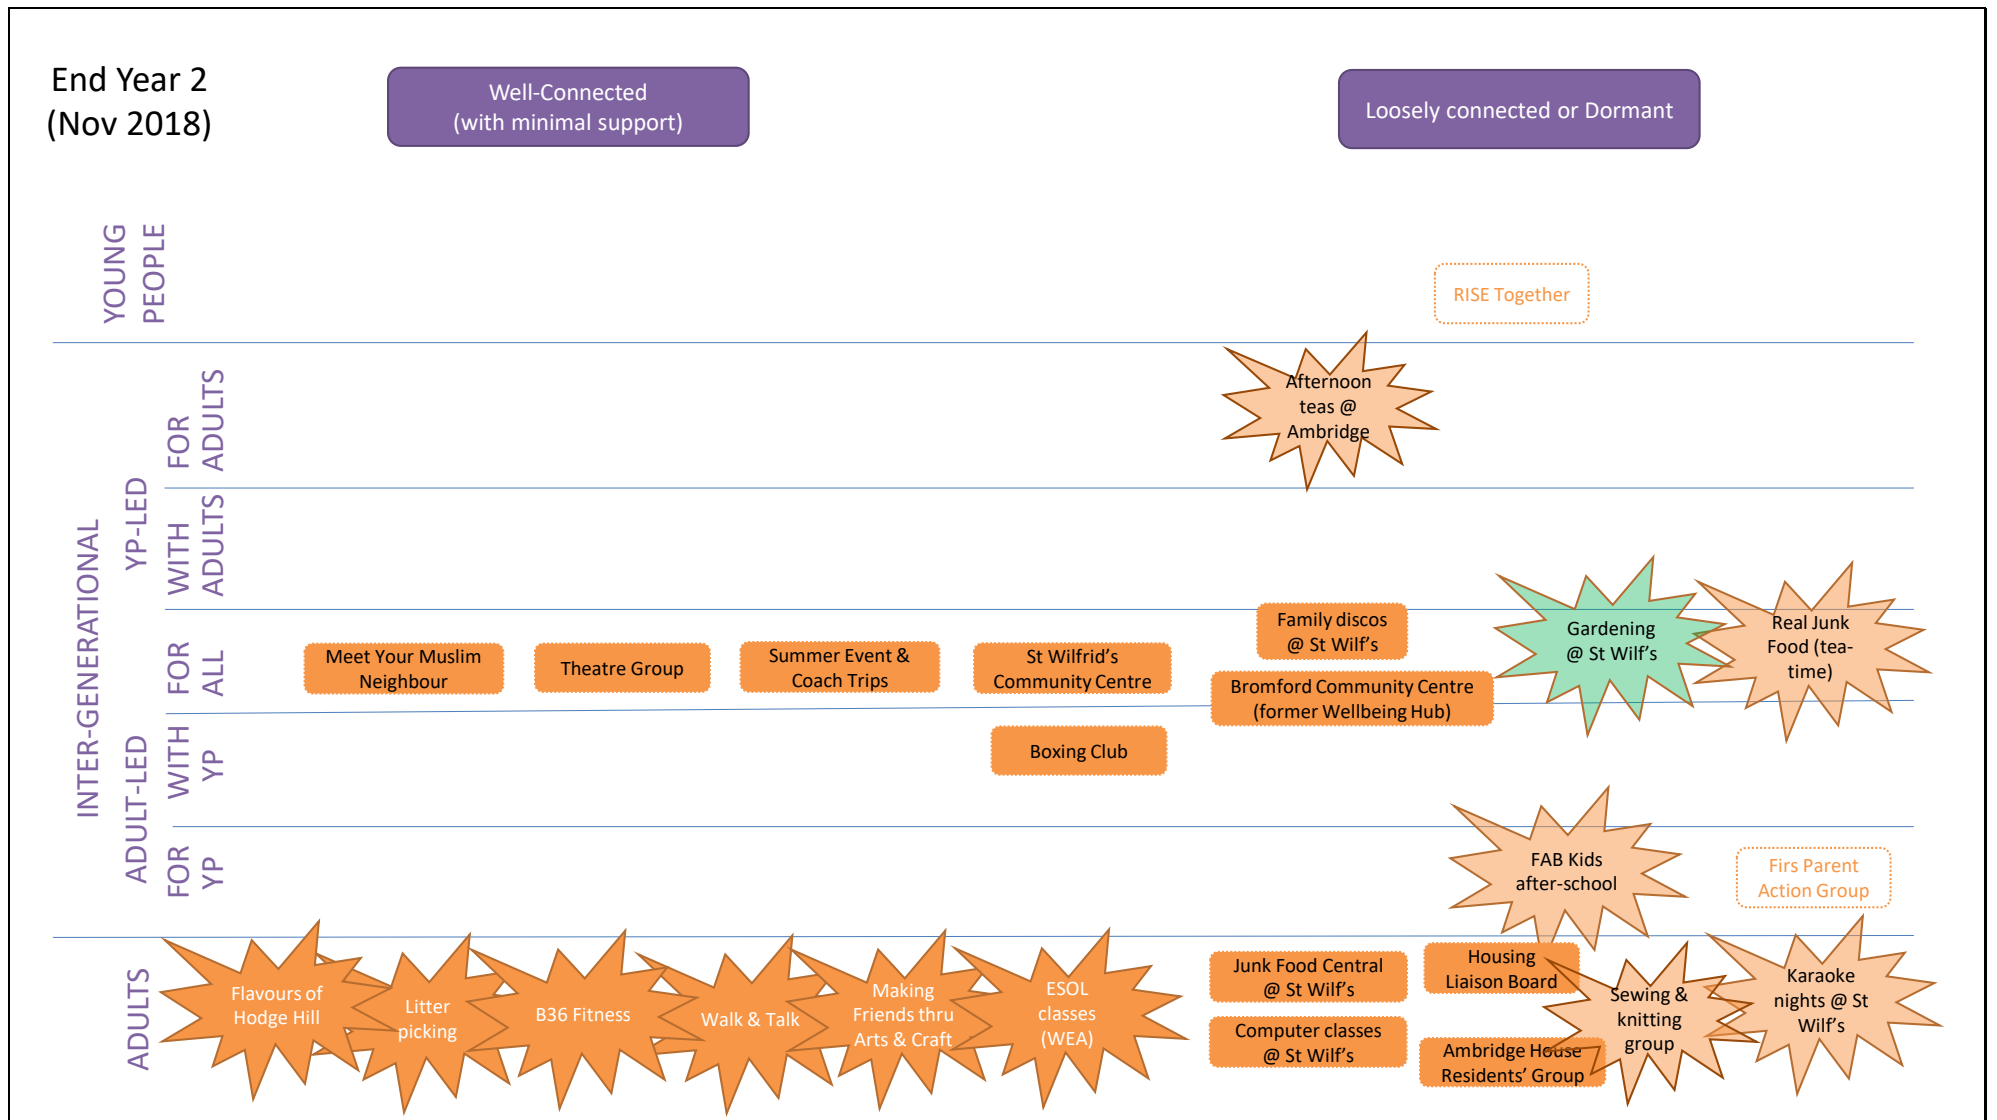 End Year 2
(Nov 2018)
Well-Connected
(with minimal support)
Loosely connected or Dormant
YOUNG
PEOPLE
RISE Together
INTER-GENERATIONAL
YP-LED
FOR
ADULTS
Afternoon
teas @
Ambridge
WITH
ADULTS
FOR
ALL
Meet Your Muslim
Neighbour
Theatre Group
Summer Event &
Coach Trips
St Wilfrid's
Community Centre
Family discos
@ St Wilf's
Bromford Community Centre
(former Wellbeing Hub)
Gardening
@ St Wilf's
Real Junk
Food (tea-
time)
ADULT-LED
WITH
YP
Boxing Club
FOR
YP
FAB Kids
after-school
Firs Parent
Action Group
ADULTS
Flavours of
Hodge Hill
Litter
picking
B36 Fitness
Walk & Talk
Making
Friends thru
Arts & Craft
ESOL
classes
(WEA)
Junk Food Central
@ St Wilf's
Computer classes
@ St Wilf's
Housing
Liaison Board
Ambridge House
Residents' Group
Sewing &
knitting
group
Karaoke
nights @ St
Wilf's